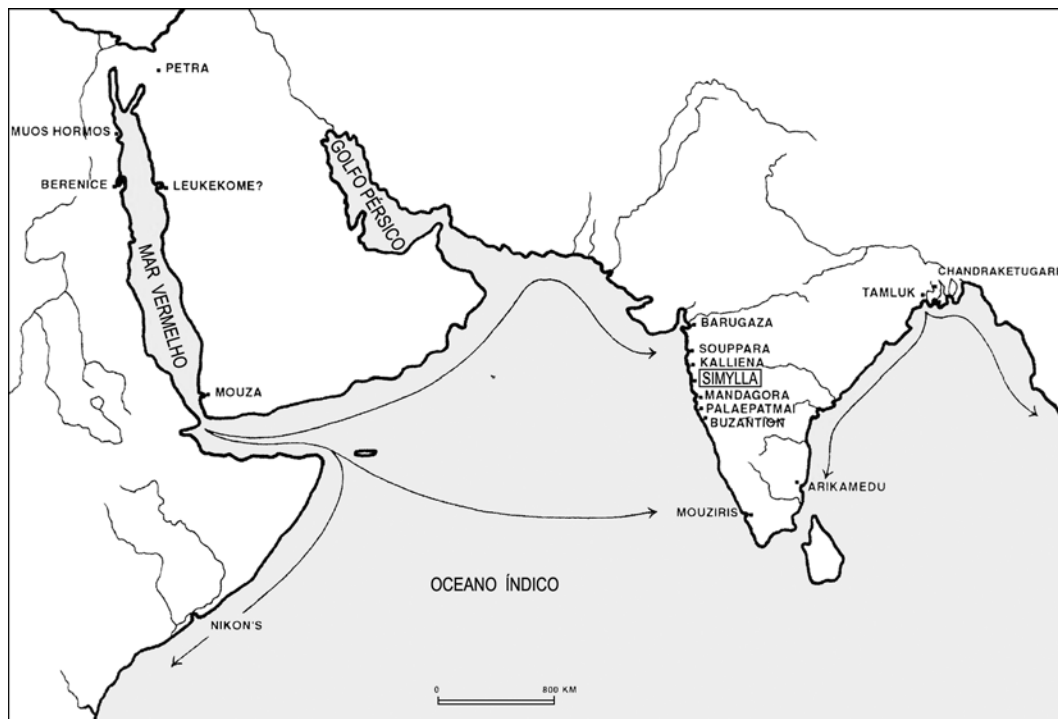 PETRA
MUOS HORMOS
BERENICE
LEUKEKOME?
GOLFO PÉRSICO
MAR VERMELHO
MOUZA
CHANDRAKETUGARH
TAMLUK
BARUGAZA
SOUPPARA
KALLIENA
SIMYLLA
MANDAGORA
PALAEPATMAI
BUZANTION
ARIKAMEDU
MOUZIRIS
OCEANO ÍNDICO
NIKON'S
0 800 KM